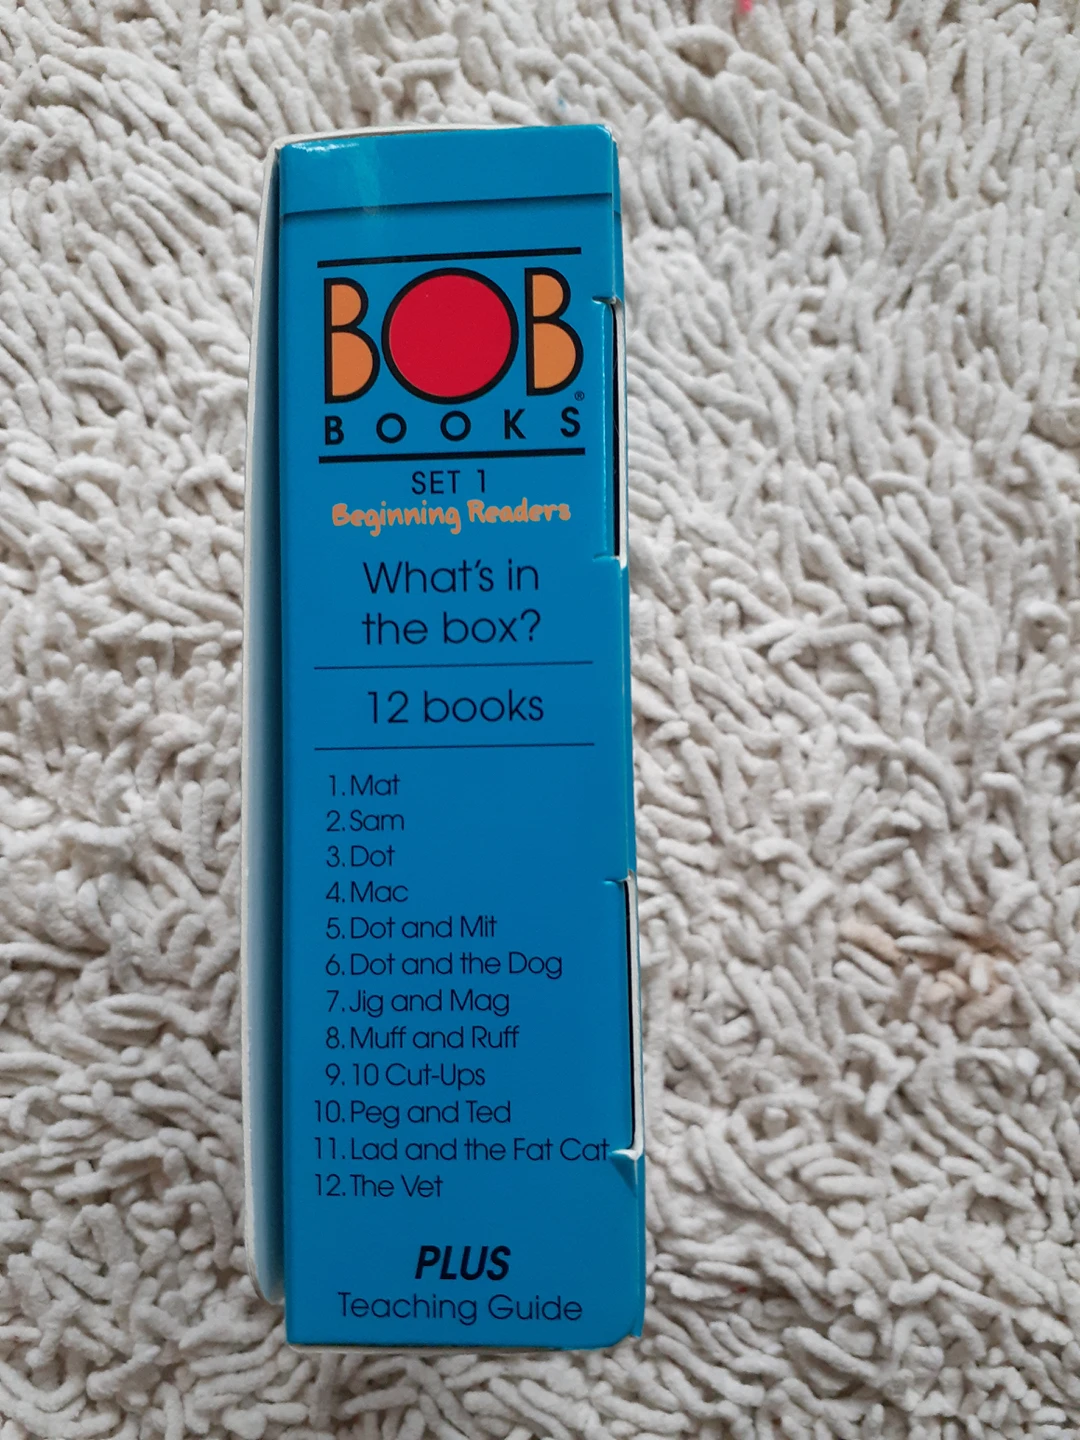 BOB
BOOKS®
SET 1
Beginning Readers
What's in
the box?
12 books
1. Mat
2. Sam
3. Dot
4. Mac
5. Dot and Mit
6. Dot and the Dog
7. Jig and Mag
8. Muff and Ruff
9. 10 Cut-Ups
10. Peg and Ted
11. Lad and the Fat Cat
12. The Vet
PLUS
Teaching Guide